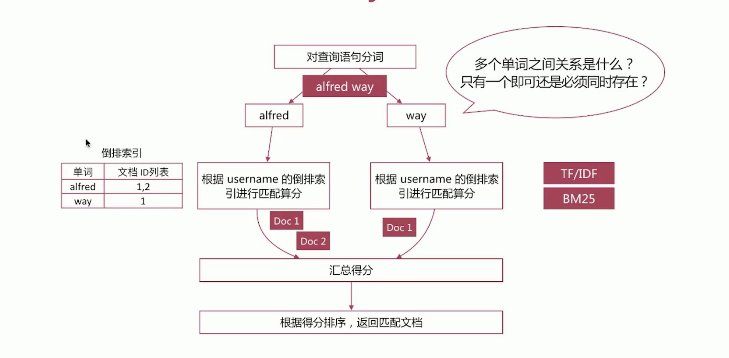 对查询语句分词
alfred way
多个单词之间关系是什么？
只有一个即可还是必须同时存在？
alfred
way
倒排索引
单词 文档 ID列表
alfred 1,2
way 1
根据 username 的倒排索
引进行匹配算分
根据 username 的倒排索
引进行匹配算分
TF/IDF
BM25
Doc 1
Doc 2
Doc 1
汇总得分
根据得分排序，返回匹配文档